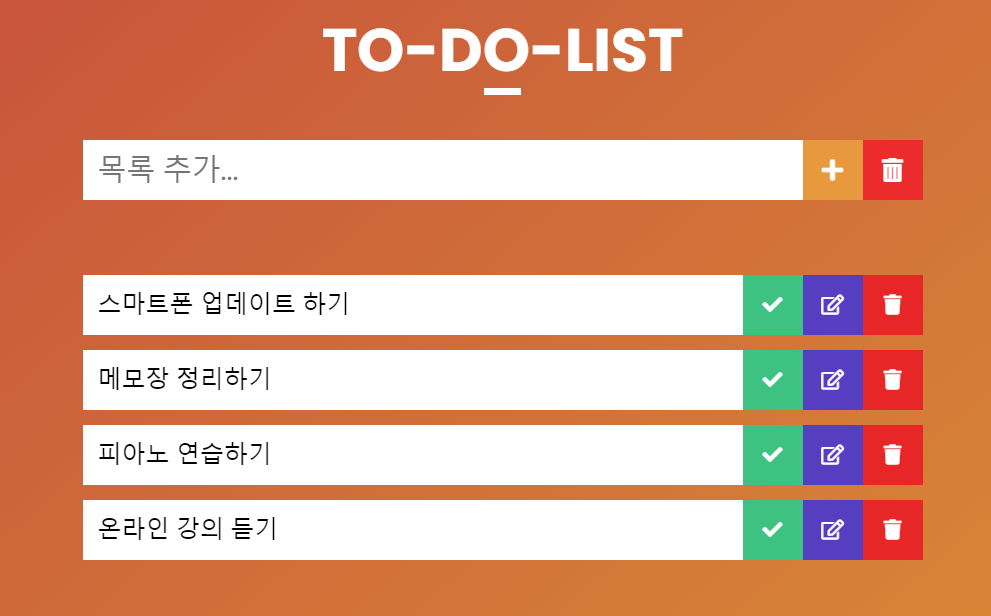 TO-DO-LIST
목록 추가...
스마트폰 업데이트 하기
메모장 정리하기
피아노 연습하기
온라인 강의 듣기